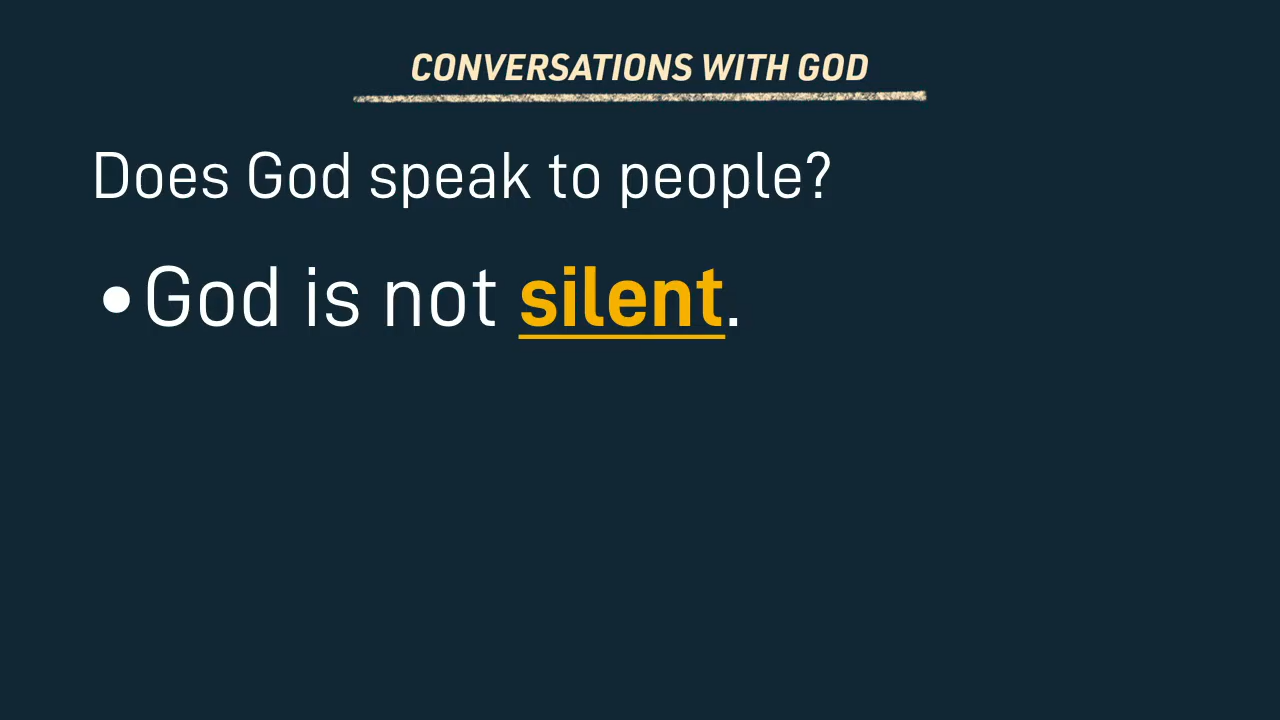 CONVERSATIONS WITH GOD
Does God speak to people?
•God is not silent.